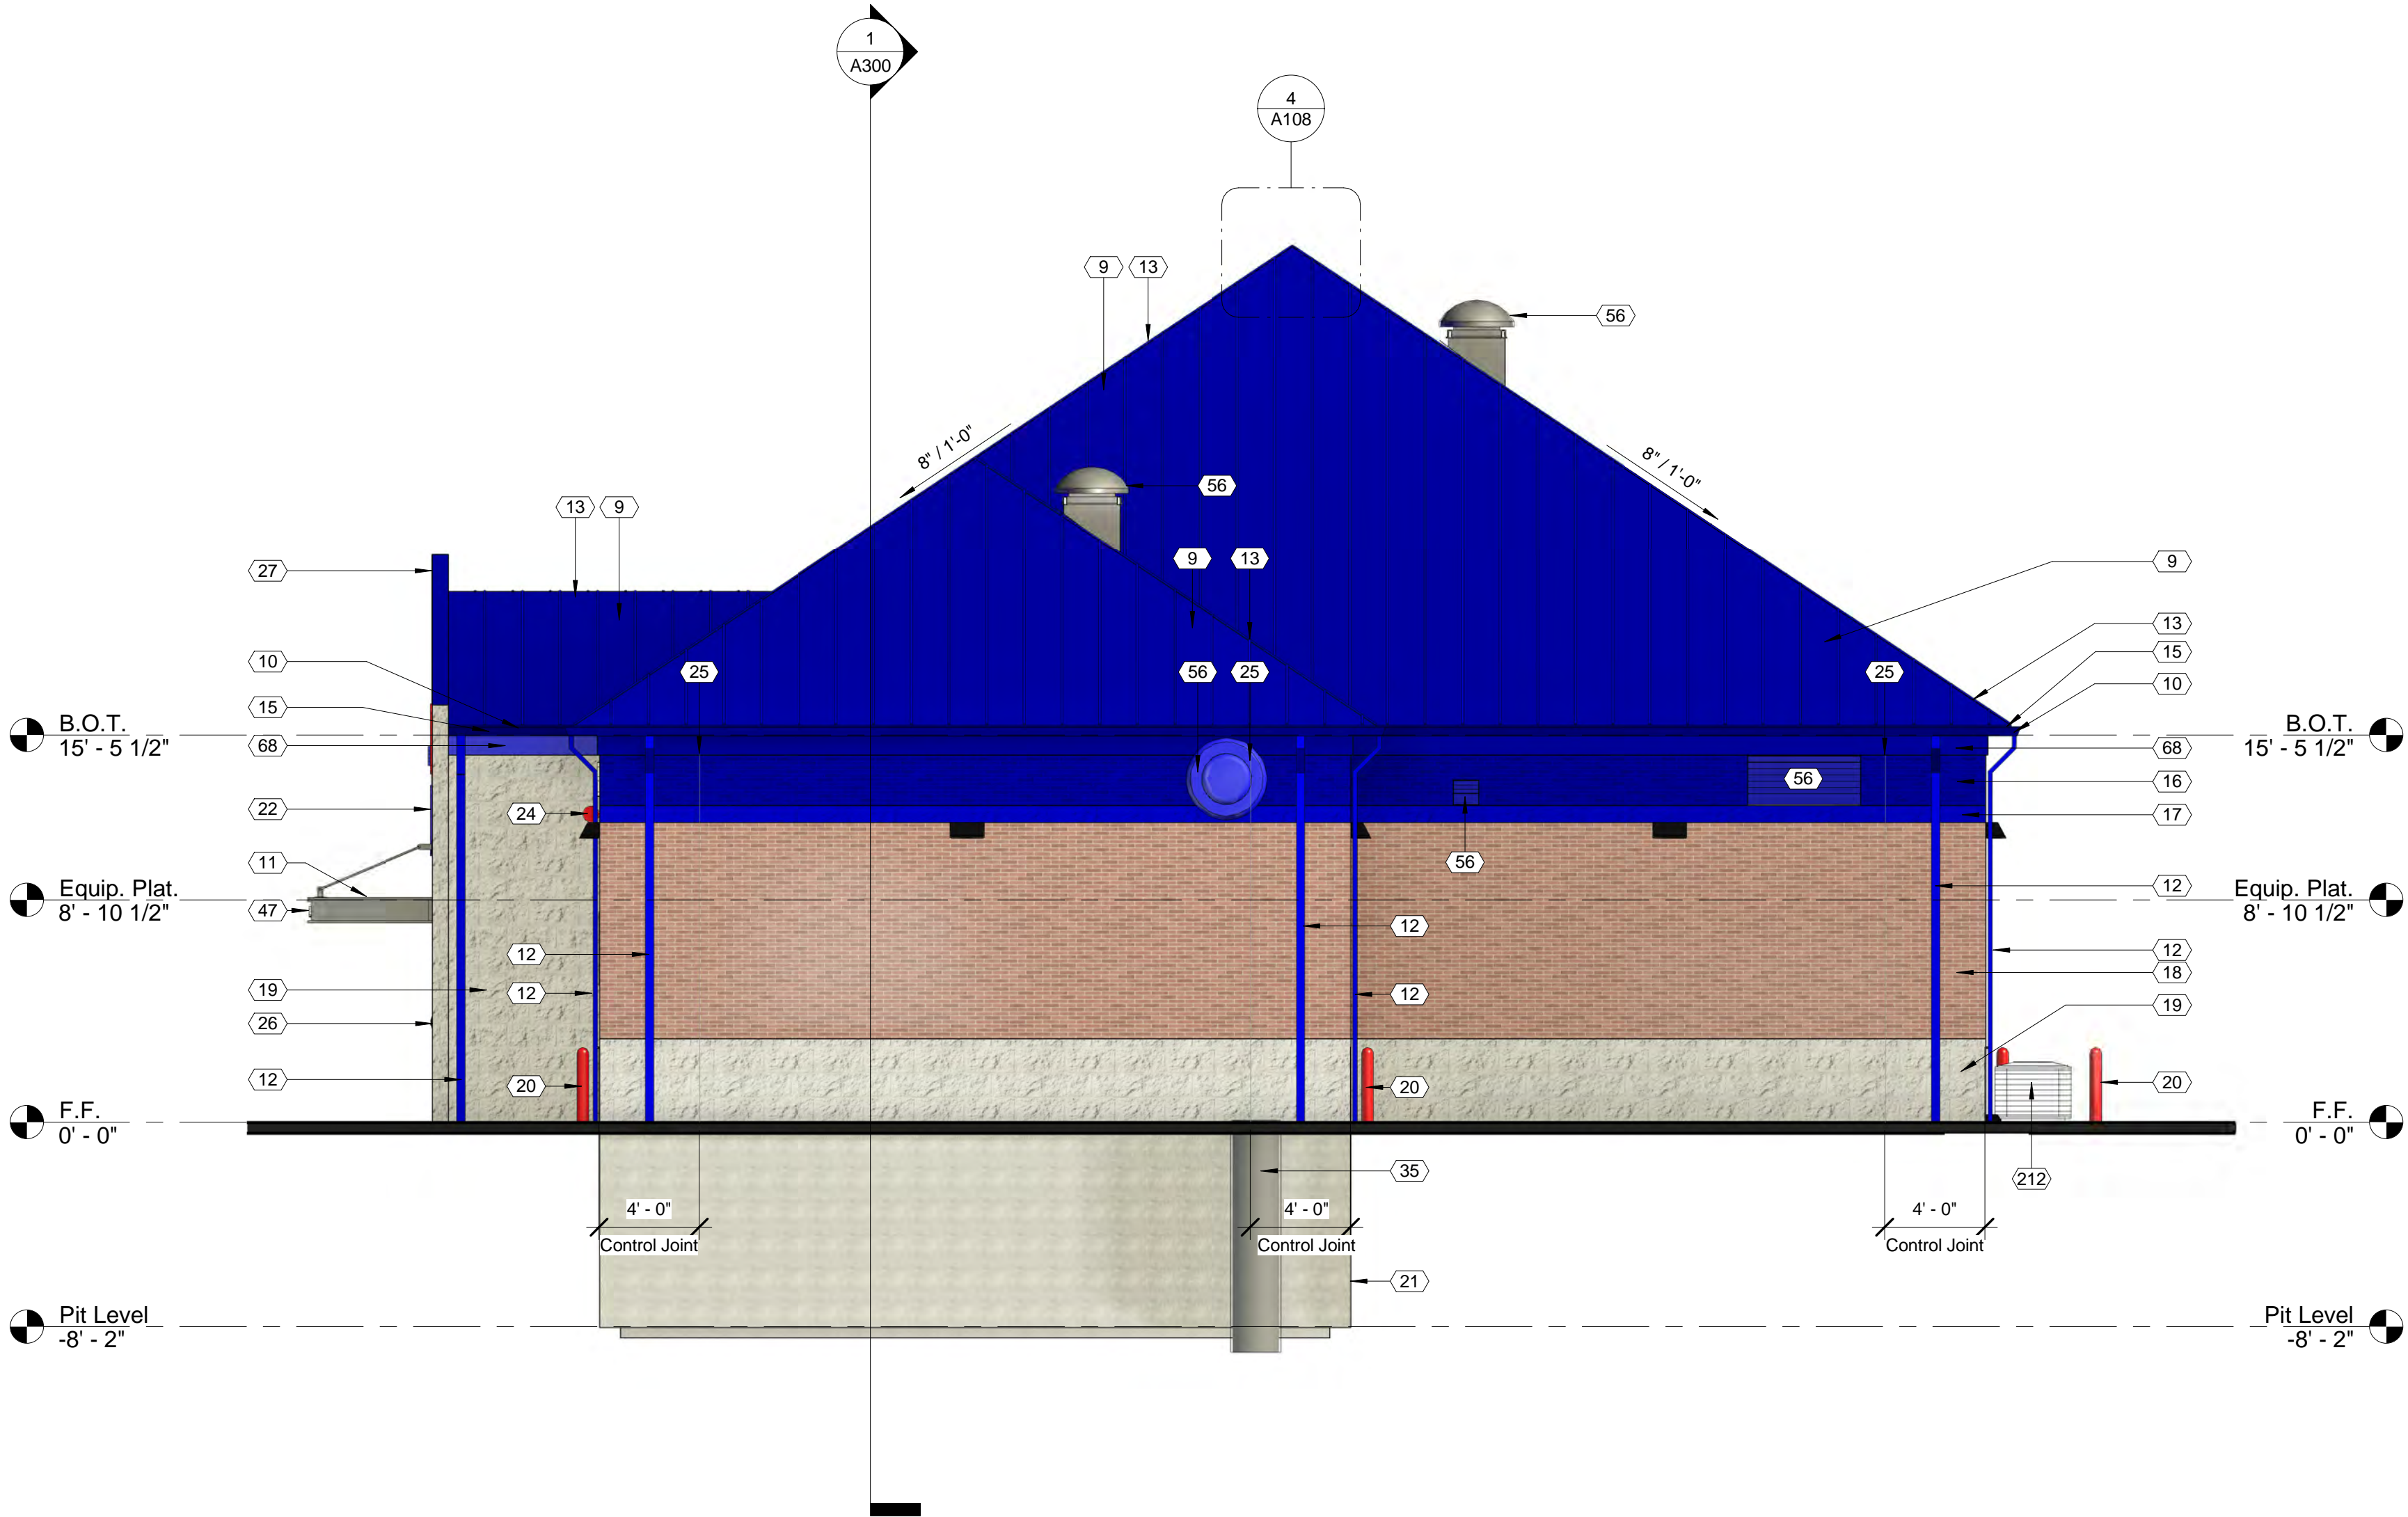 1
A300
4
A108
9 13
56
8" / 1'-0"
8" / 1'-0"
56
13 9
9 13
9
27
13
10
25
56
25
25
15
10
15
B.O.T.
15' - 5 1/2"
68
B.O.T.
15' - 5 1/2"
68
56
16
22
24
17
11
56
Equip. Plat.
8' - 10 1/2"
47
12
Equip. Plat.
8' - 10 1/2"
12
12
12
18
19
12
12
19
26
12
20
20
20
F.F.
0' - 0"
F.F.
0' - 0"
35
212
4' - 0"
Control Joint
4' - 0"
Control Joint
4' - 0"
Control Joint
21
Pit Level
-8' - 2"
Pit Level
-8' - 2"